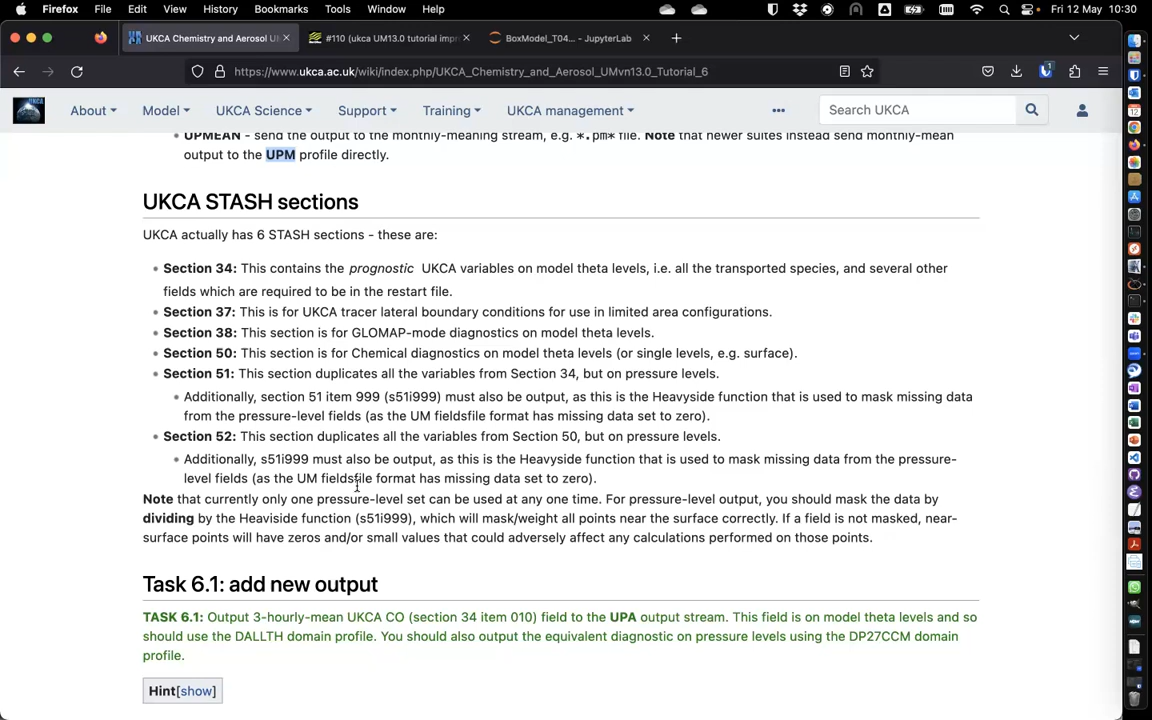 Firefox File Edit View History Bookmarks Tools Window Help Fri 12 May 10:30
UKCA Chemistry and Aerosol U #110 (ukca UM13.0 tutorial impr BoxModel_T04... - JupyterLab
https://www.ukca.ac.uk/wiki/index.php/UKCA_Chemistry_and_Aerosol_UMvn13.0_Tutorial_6
About Model UKCA Science Support Training UKCA management Search UKCA
UPMEAN - send the output to the monthly-meaning stream, e.g. *.pm* file. Note that newer suites instead send monthly-mean
output to the UPM profile directly.
UKCA STASH sections
UKCA actually has 6 STASH sections - these are:
Section 34: This contains the prognostic UKCA variables on model theta levels, i.e. all the transported species, and several other
fields which are required to be in the restart file.
Section 37: This is for UKCA tracer lateral boundary conditions for use in limited area configurations.
Section 38: This section is for GLOMAP-mode diagnostics on model theta levels.
Section 50: This section is for Chemical diagnostics on model theta levels (or single levels, e.g. surface).
Section 51: This section duplicates all the variables from Section 34, but on pressure levels.
Additionally, section 51 item 999 (s51i999) must also be output, as this is the Heavyside function that is used to mask missing data
from the pressure-level fields (as the UM fieldsfile format has missing data set to zero).
Section 52: This section duplicates all the variables from Section 50, but on pressure levels.
Additionally, s51i999 must also be output, as this is the Heavyside function that is used to mask missing data from the pressure-
level fields (as the UM fieldsfile format has missing data set to zero).
Note that currently only one pressure-level set can be used at any one time. For pressure-level output, you should mask the data by
dividing by the Heaviside function (s51i999), which will mask/weight all points near the surface correctly. If a field is not masked, near-
surface points will have zeros and/or small values that could adversely affect any calculations performed on those points.
Task 6.1: add new output
TASK 6.1: Output 3-hourly-mean UKCA CO (section 34 item 010) field to the UPA output stream. This field is on model theta levels and so
should use the DALLTH domain profile. You should also output the equivalent diagnostic on pressure levels using the DP27CCM domain
profile.
Hint[show]